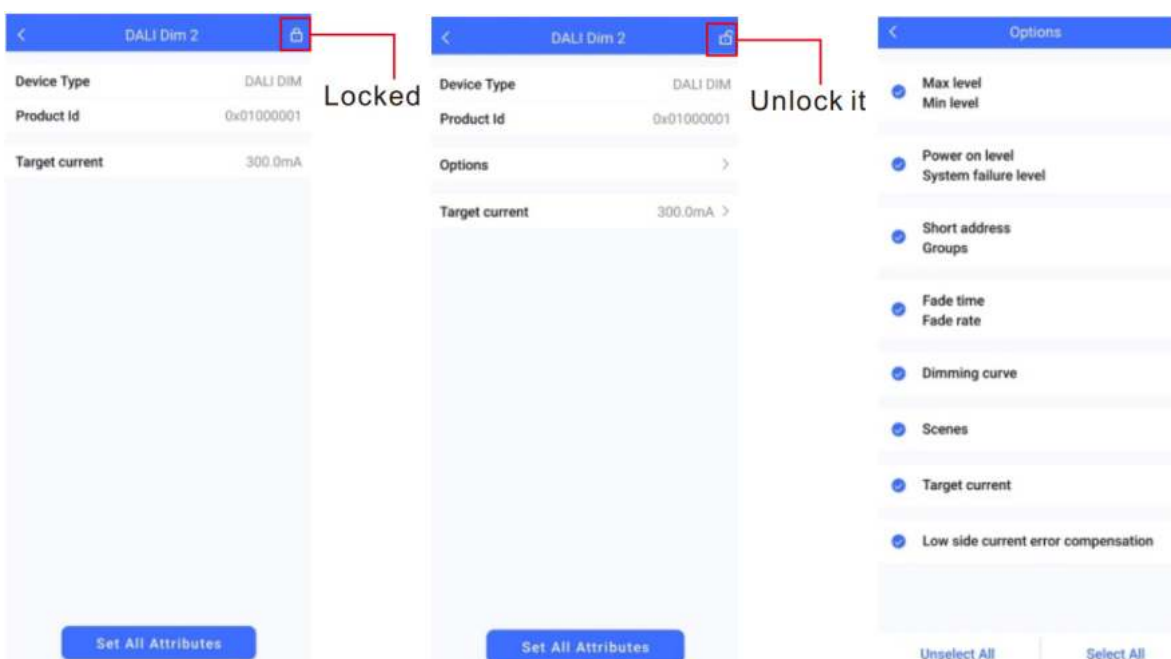 DALI Dim 2
Device Type DALI DIM
Product Id 0x01000001
Target current 300.0mA
Set All Attributes
Locked
DALI Dim 2
Device Type DALI DIM
Product Id 0x01000001
Options
Target current 300.0mA
Set All Attributes
Unlock it
Options
Max level
Min level
Power on level
System failure level
Short address
Groups
Fade time
Fade rate
Dimming curve
Scenes
Target current
Low side current error compensation
Unselect All Select All